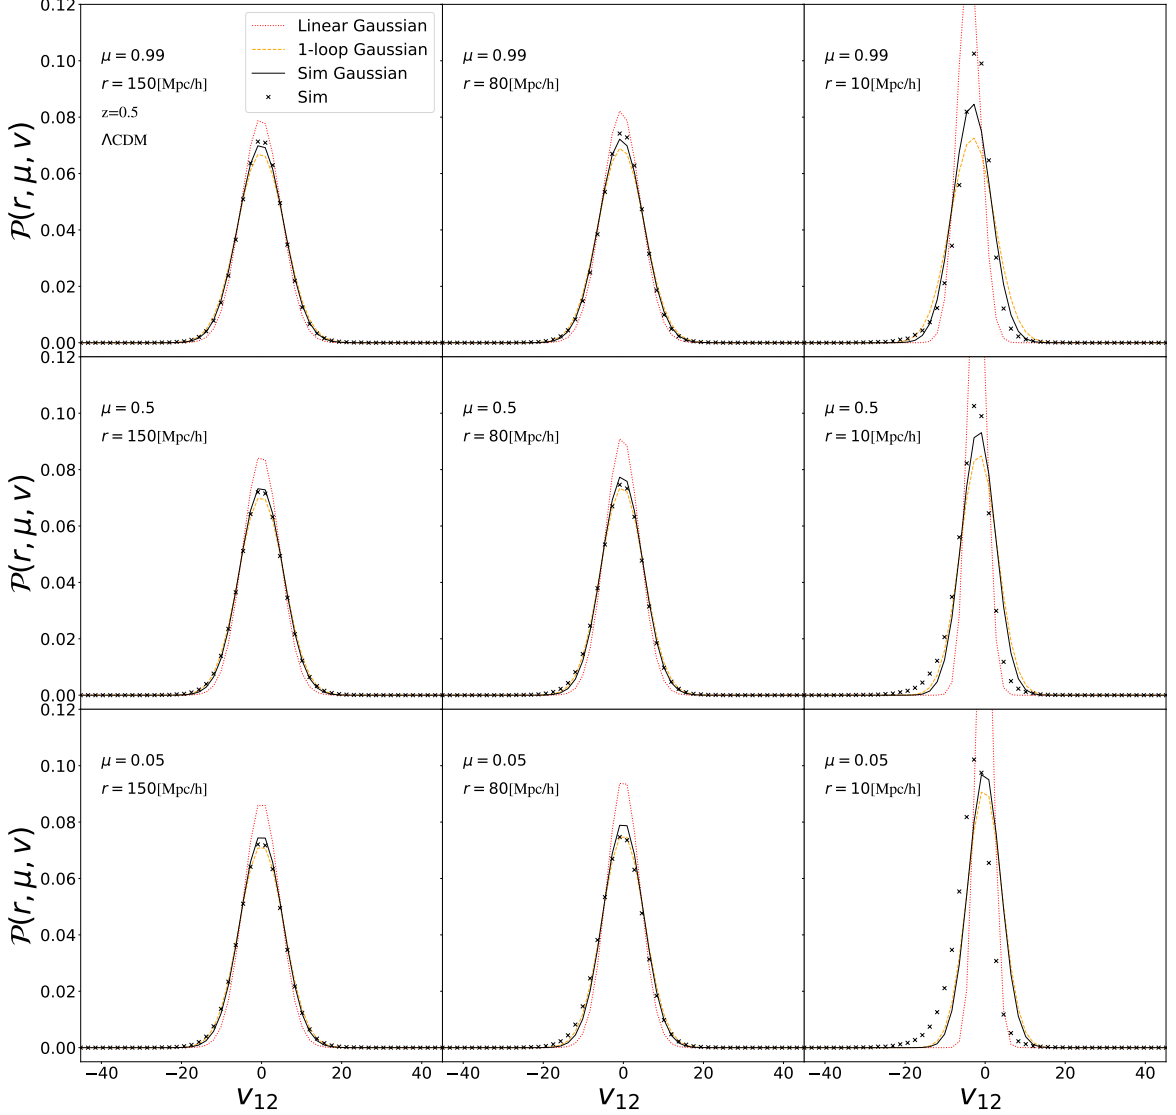 0.12
0.10
0.08
0.06
0.04
0.02
0.00
𝒫(r, μ, v)
μ = 0.99
r = 150[Mpc/h]
z=0.5
ΛCDM
Linear Gaussian
1-loop Gaussian
Sim Gaussian
Sim
μ = 0.99
r = 80[Mpc/h]
μ = 0.99
r = 10[Mpc/h]
0.12
0.10
0.08
0.06
0.04
0.02
0.00
𝒫(r, μ, v)
μ = 0.5
r = 150[Mpc/h]
μ = 0.5
r = 80[Mpc/h]
μ = 0.5
r = 10[Mpc/h]
0.12
0.10
0.08
0.06
0.04
0.02
0.00
𝒫(r, μ, v)
μ = 0.05
r = 150[Mpc/h]
μ = 0.05
r = 80[Mpc/h]
μ = 0.05
r = 10[Mpc/h]
−40 −20 0 20 40
−20 0 20 40
−40 −20 0 20 40
v₁₂
v₁₂
v₁₂